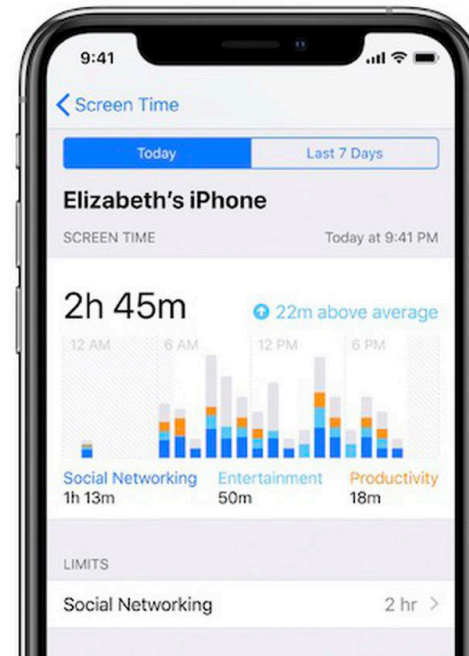 9:41
Screen Time
Today Last 7 Days
Elizabeth's iPhone
SCREEN TIME Today at 9:41 PM
2h 45m 22m above average
12 AM 6 AM 12 PM 6 PM
Social Networking Entertainment Productivity
1h 13m 50m 18m
LIMITS
Social Networking 2 hr